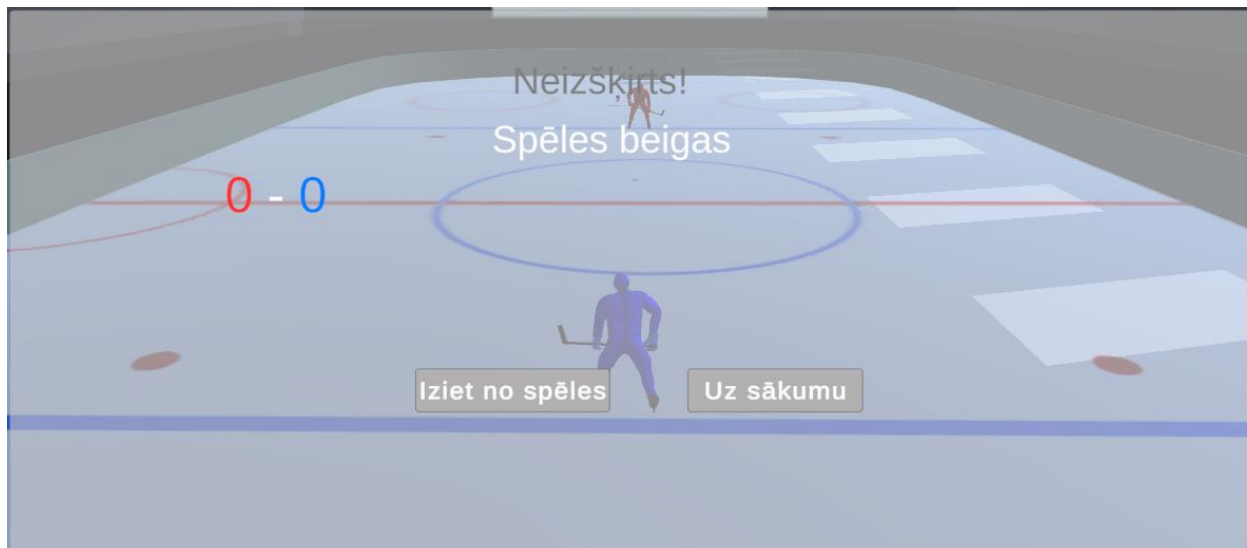 Neizšķirts!
Spēles beigas
0 - 0
Iziet no spēles
Uz sākumu